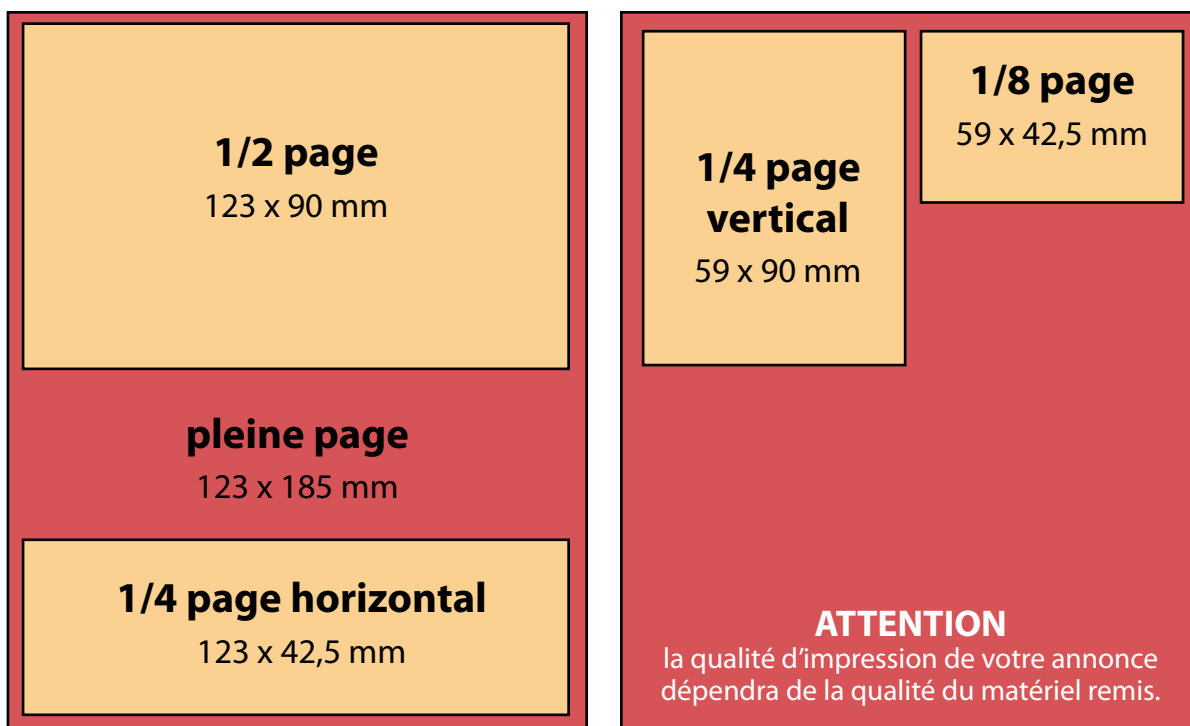 1/2 page
123 x 90 mm
pleine page
123 x 185 mm
1/4 page horizontal
123 x 42,5 mm
1/4 page
vertical
59 x 90 mm
1/8 page
59 x 42,5 mm
ATTENTION
la qualité d’impression de votre annonce
dépendra de la qualité du matériel remis.